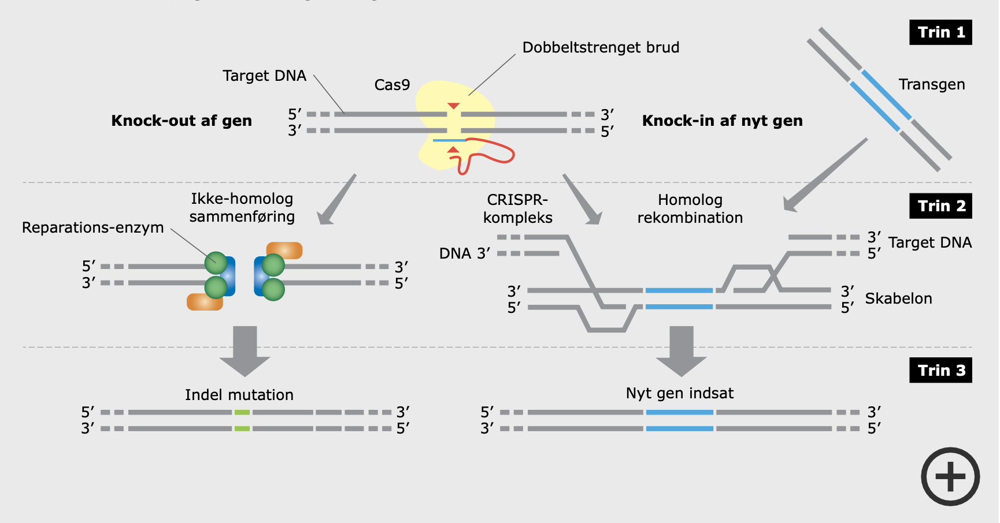 Trin 1
Dobbeltstrenget brud
Target DNA
Cas9
Transgen
Knock-out af gen
5′
3′
3′
5′
Knock-in af nyt gen
Trin 2
Ikke-homolog
sammenføring
CRISPR-
kompleks
Homolog
rekombination
Reparations-enzym
5′
3′
3′
5′
DNA 3′
3′
5′
Target DNA
3′
5′
3′
5′
Skabelon
Trin 3
Indel mutation
5′
3′
3′
5′
Nyt gen indsat
5′
3′
3′
5′